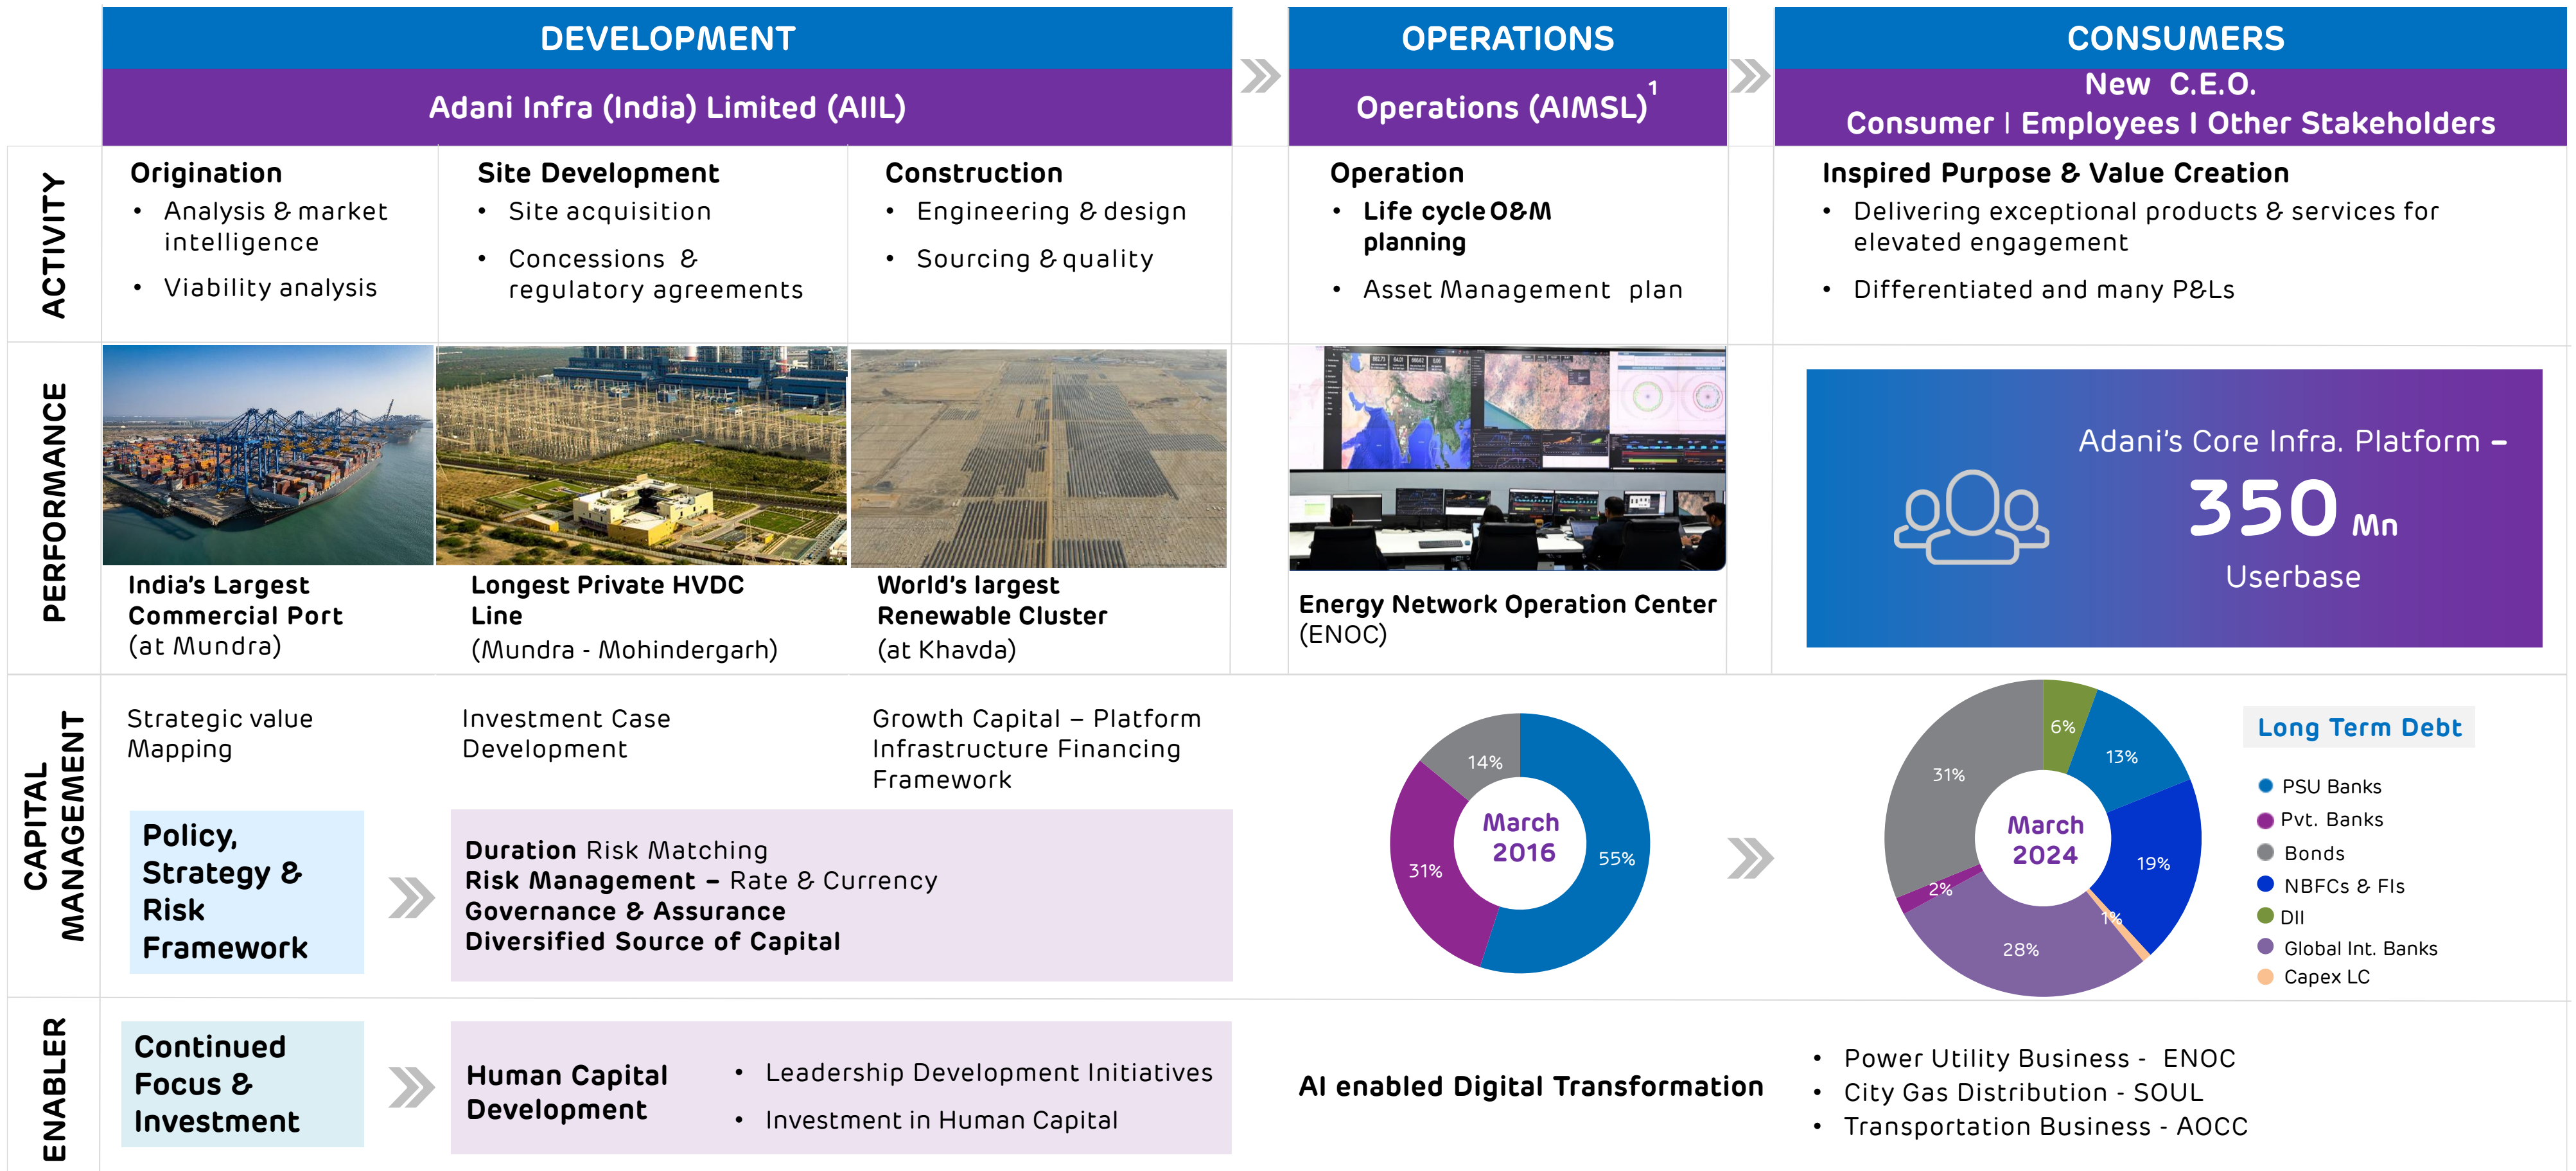 DEVELOPMENT
OPERATIONS
CONSUMERS
Adani Infra (India) Limited (AIIL)
Operations (AIMSL)1
New C.E.O.
Consumer | Employees I Other Stakeholders
ACTIVITY
Origination
• Analysis & market
intelligence
• Viability analysis
Site Development
• Site acquisition
• Concessions &
regulatory agreements
Construction
• Engineering & design
• Sourcing & quality
Operation
• Life cycle O&M
planning
• Asset Management plan
Inspired Purpose & Value Creation
• Delivering exceptional products & services for
elevated engagement
• Differentiated and many P&Ls
PERFORMANCE
India's Largest
Commercial Port
(at Mundra)
Longest Private HVDC
Line
(Mundra - Mohindergarh)
World's largest
Renewable Cluster
(at Khavda)
Energy Network Operation Center
(ENOC)
Adani's Core Infra. Platform –
350 Mn
Userbase
CAPITAL
MANAGEMENT
Strategic value
Mapping
Investment Case
Development
Growth Capital – Platform
Infrastructure Financing
Framework
Policy,
Strategy &
Risk
Framework
Duration Risk Matching
Risk Management – Rate & Currency
Governance & Assurance
Diversified Source of Capital
14%
31%
55%
March
2016
6%
13%
19%
1%
28%
2%
31%
March
2024
Long Term Debt
PSU Banks
Pvt. Banks
Bonds
NBFCs & FIs
DII
Global Int. Banks
Capex LC
ENABLER
Continued
Focus &
Investment
Human Capital
Development
• Leadership Development Initiatives
• Investment in Human Capital
AI enabled Digital Transformation
• Power Utility Business - ENOC
• City Gas Distribution - SOUL
• Transportation Business - AOCC